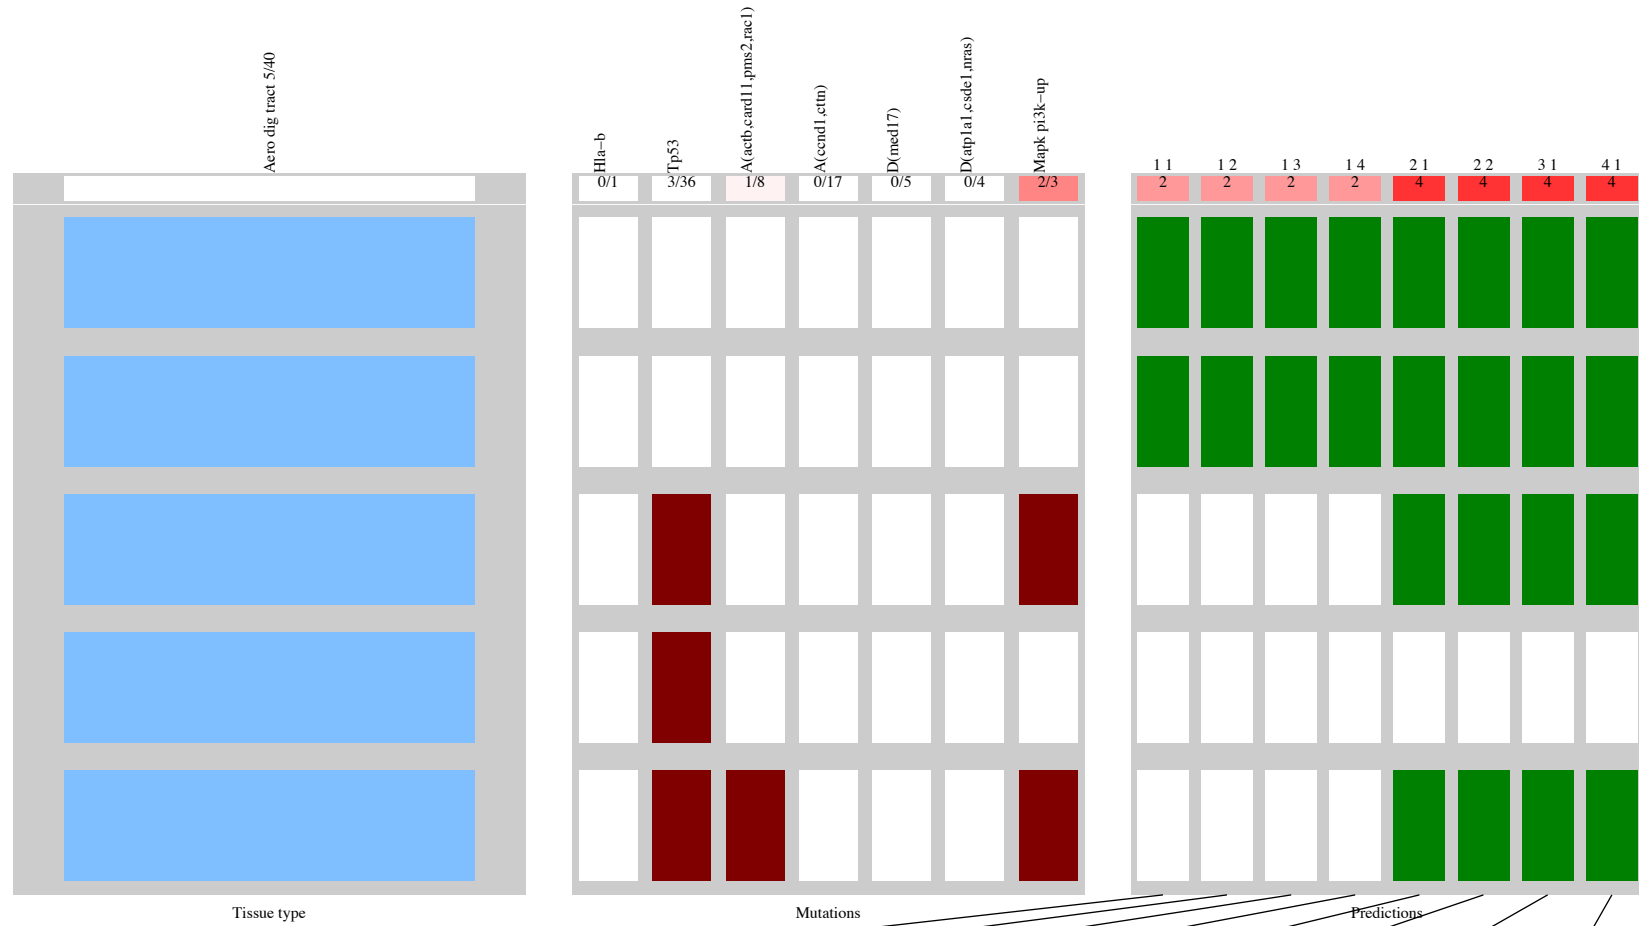 Aero dig tract 5/40
Hla−b
Tp53
A(actb,card11,pms2,rac1)
A(ccnd1,cttn)
D(med17)
D(atp1a1,csde1,nras)
Mapk pi3k−up
1 1 1 2 1 3 1 4 2 1 2 2 3 1 4 1
0/1 3/36 1/8 0/17 0/5 0/4 2/3 2 2 2 2 4 4 4 4
Tissue type Mutations Predictions